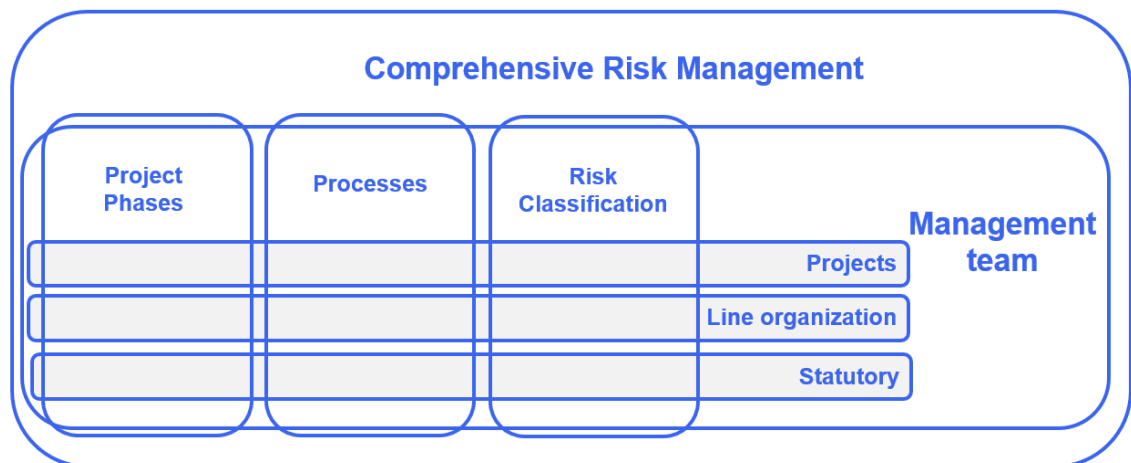 Comprehensive Risk Management
Project
Phases
Processes
Risk
Classification
Management
team
Projects
Line organization
Statutory